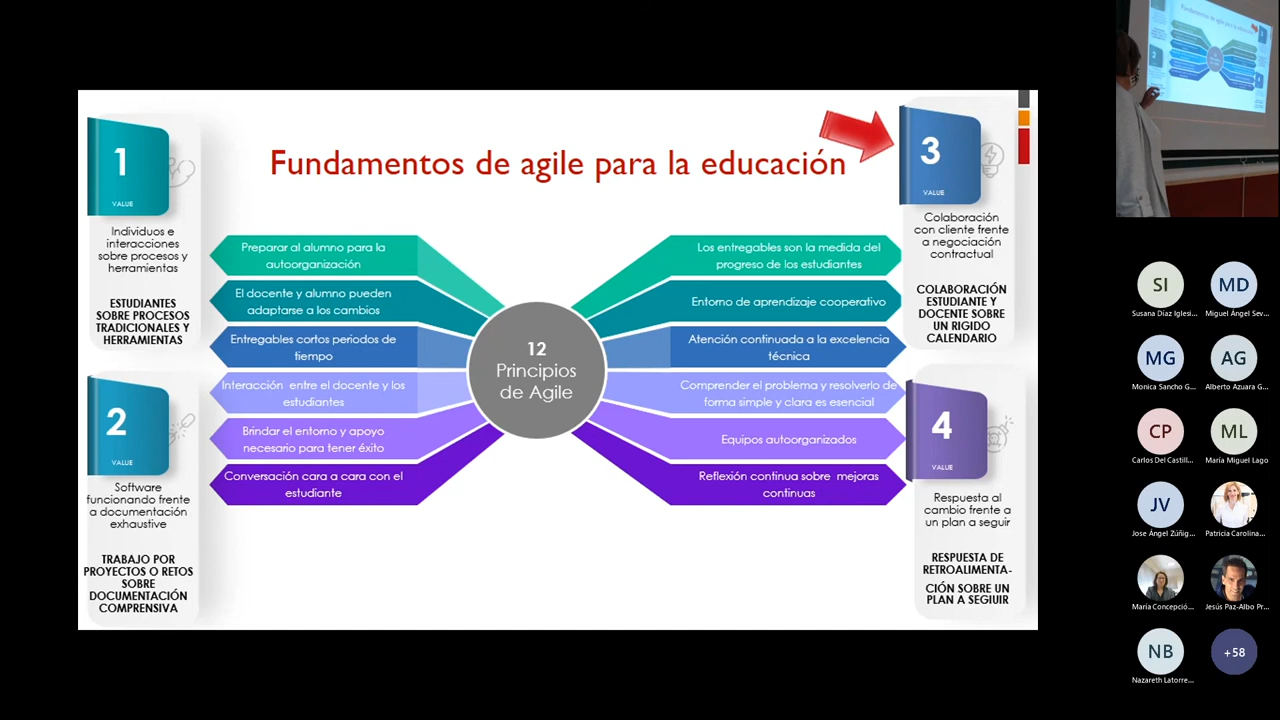 Fundamentos de agile para la educación
1
VALUE
Individuos e
interacciones
sobre procesos y
herramientas
ESTUDIANTES
SOBRE PROCESOS
TRADICIONALES Y
HERRAMIENTAS
2
VALUE
Software
funcionando frente
a documentación
exhaustive
TRABAJO POR
PROYECTOS O RETOS
SOBRE
DOCUMENTACIÓN
COMPRENSIVA
Preparar al alumno para la
autoorganización
El docente y alumno pueden
adaptarse a los cambios
Entregables cortos periodos de
tiempo
Interacción entre el docente y los
estudiantes
Brindar el entorno y apoyo
necesario para tener éxito
Conversación cara a cara con el
estudiante
12
Principios
de Agile
Los entregables son la medida del
progreso de los estudiantes
Entorno de aprendizaje cooperativo
Atención continuada a la excelencia
técnica
Comprender el problema y resolverlo de
forma simple y clara es esencial
Equipos autoorganizados
Reflexión continua sobre mejoras
continuas
3
VALUE
Colaboración
con cliente frente
a negociación
contractual
COLABORACIÓN
ESTUDIANTE Y
DOCENTE SOBRE
UN RIGIDO
CALENDARIO
4
VALUE
Respuesta al
cambio frente a
un plan a seguir
RESPUESTA DE
RETROALIMENTA-
CIÓN SOBRE UN
PLAN A SEGIUIR
Fundamentos de agile para la educación
SI
Susana Díaz Iglesi...
MD
Miguel Ángel Sev...
MG
Monica Sancho G...
AG
Alberto Azuara G...
CP
Carlos Del Castill...
ML
María Miguel Lago
JV
Jose Ángel Zúñig...
Patricia Carolina...
María Concepció...
Jesús Paz-Albo Pr...
NB
Nazareth Latorre...
+58